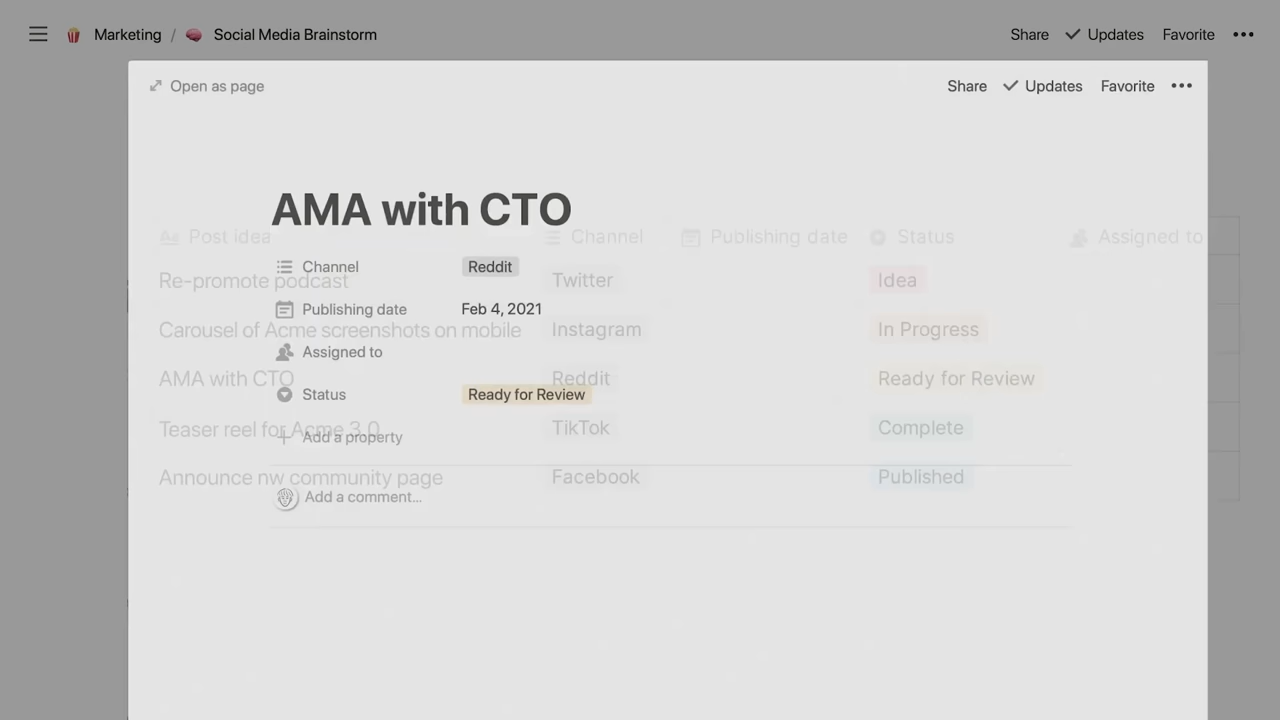 Marketing / Social Media Brainstorm Share Updates Favorite
Open as page Share Updates Favorite
AMA with CTO
Post idea Channel Publishing date Status Assigned to
Channel Reddit
Re-promote podcast Twitter Idea
Publishing date Feb 4, 2021
Carousel of Acme screenshots on mobile Instagram In Progress
Assigned to
AMA with CTO Reddit Ready for Review
Status Ready for Review
Teaser reel for Acme 3.0 TikTok Complete
Add a property
Announce nw community page Facebook Published
Add a comment...